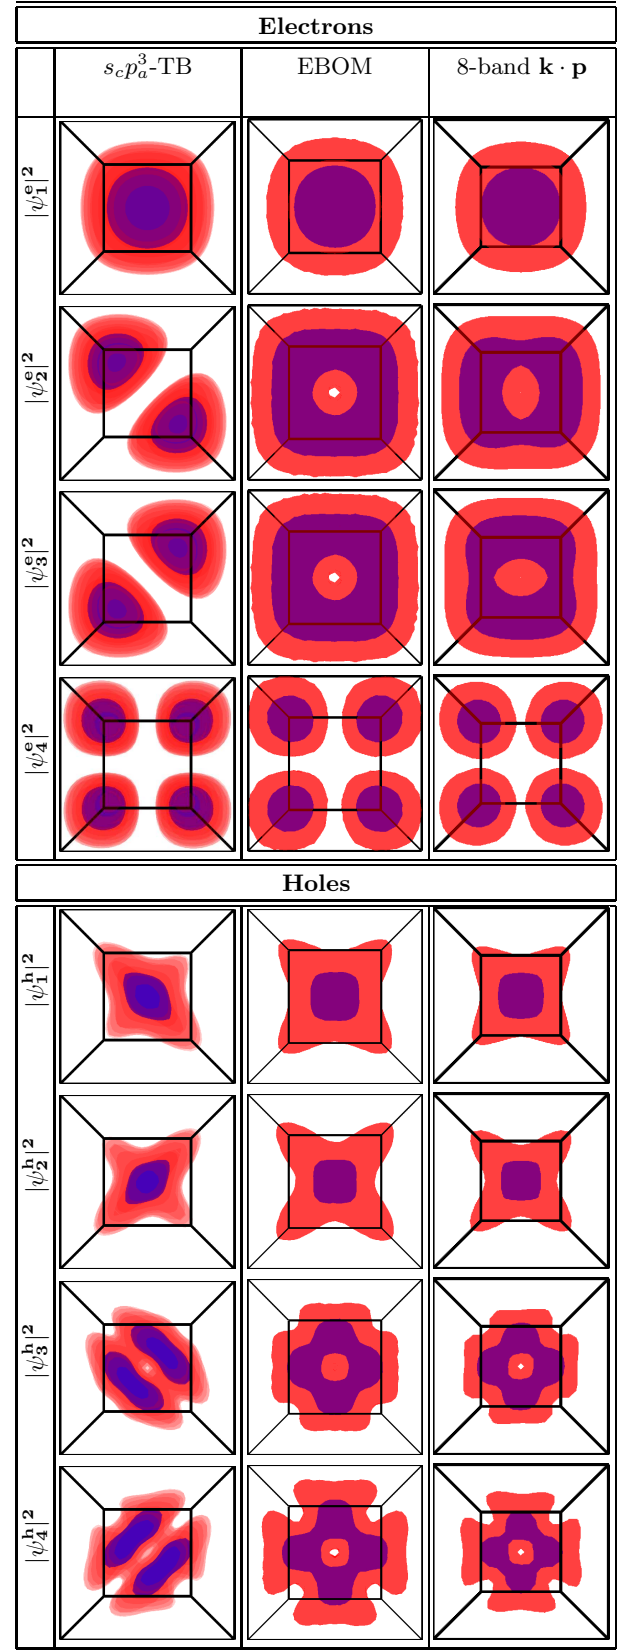 Electrons
s_c p_a^3-TB EBOM 8-band k · p
|ψ_1^e|^2
|ψ_2^e|^2
|ψ_3^e|^2
|ψ_4^e|^2
Holes
|ψ_1^h|^2
|ψ_2^h|^2
|ψ_3^h|^2
|ψ_4^h|^2